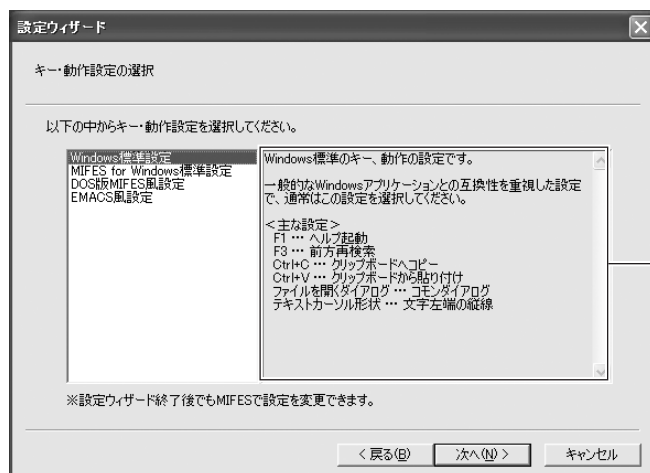 設定ウィザード
キー・動作設定の選択
以下の中からキー・動作設定を選択してください。
Windows標準設定
MIFES for Windows標準設定
DOS版MIFES風設定
EMACS風設定
Windows標準のキー、動作の設定です。
一般的なWindowsアプリケーションとの互換性を重視した設定
で、通常はこの設定を選択してください。
＜主な設定＞
F1 … ヘルプ起動
F3 … 前方再検索
Ctrl+C … クリップボードへコピー
Ctrl+V … クリップボードから貼り付け
ファイルを開くダイアログ … コモンダイアログ
テキストカーソル形状 … 文字左端の縦線
※設定ウィザード終了後でもMIFESで設定を変更できます。
< 戻る(B)
次へ(N) >
キャンセル